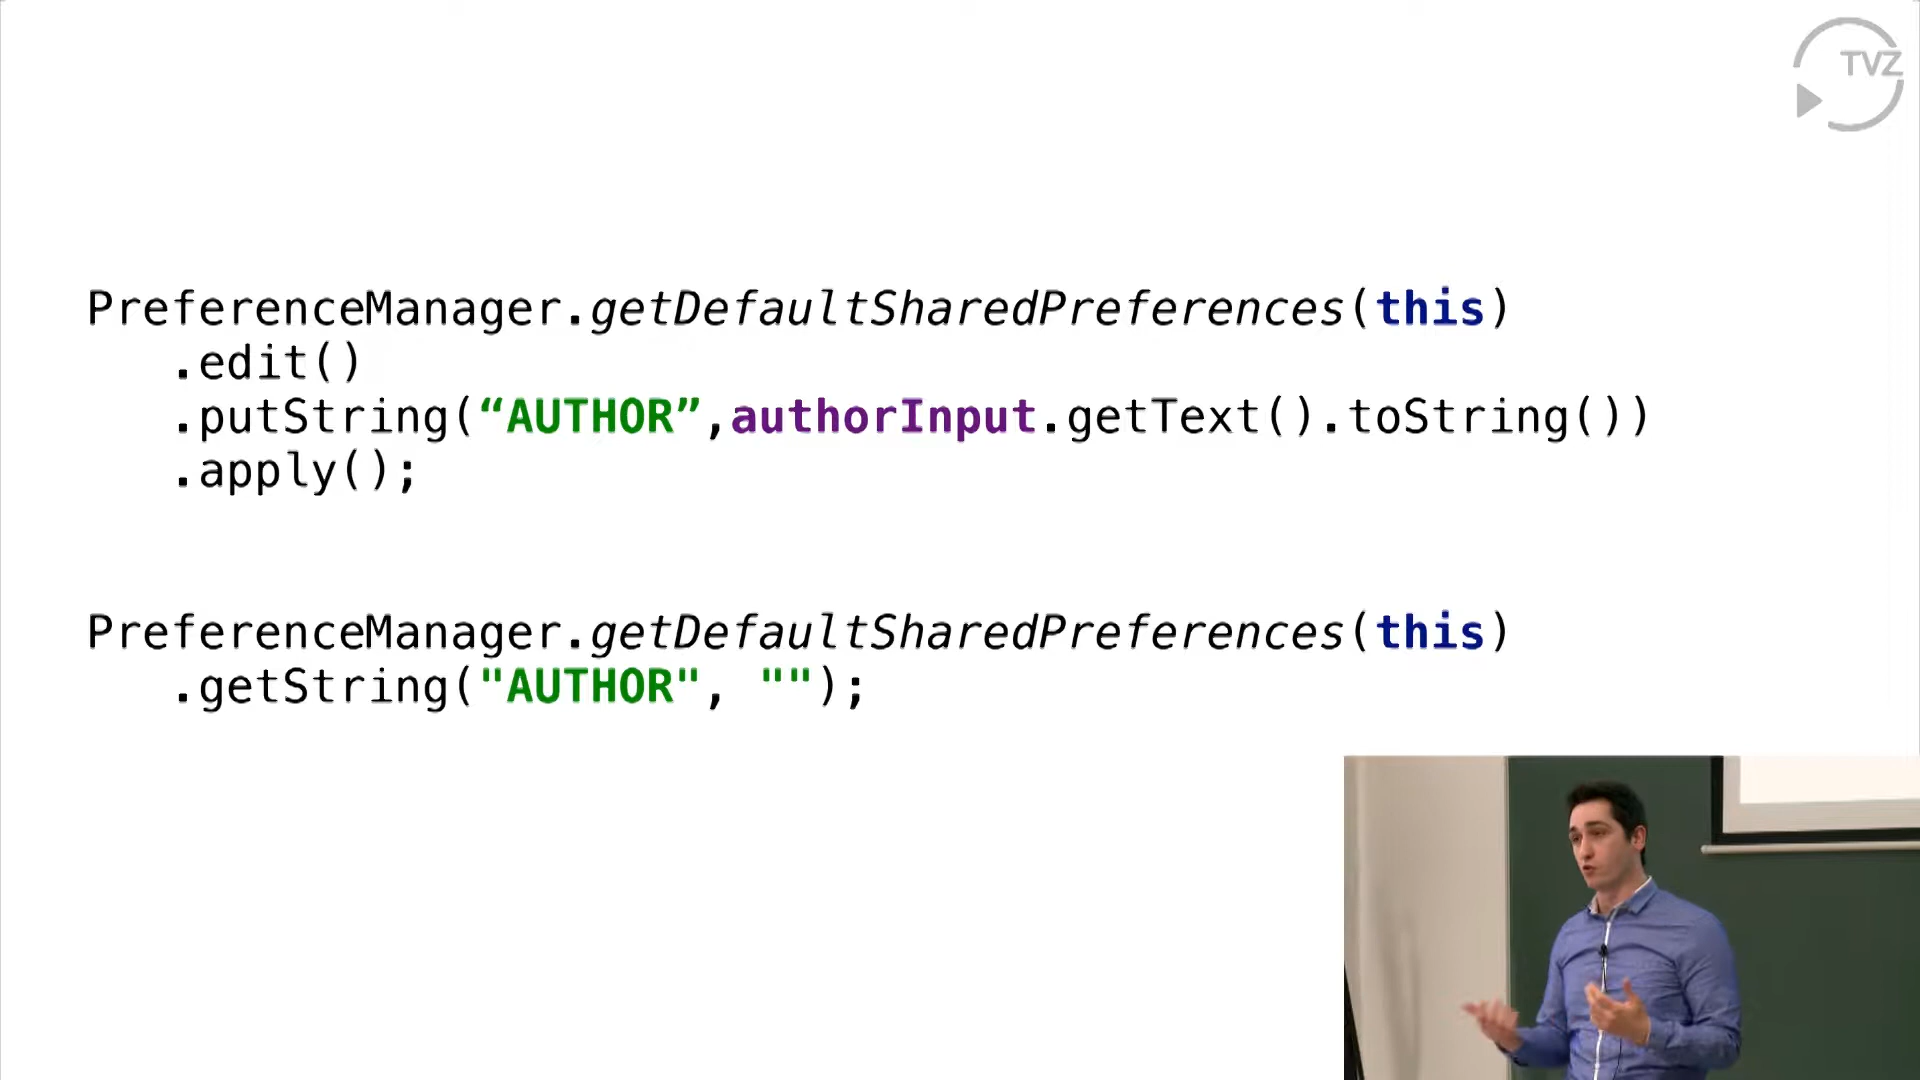 TVZ
PreferenceManager.getDefaultSharedPreferences(this)
.edit()
.putString(“AUTHOR”,authorInput.getText().toString())
.apply();
PreferenceManager.getDefaultSharedPreferences(this)
.getString("AUTHOR", "");